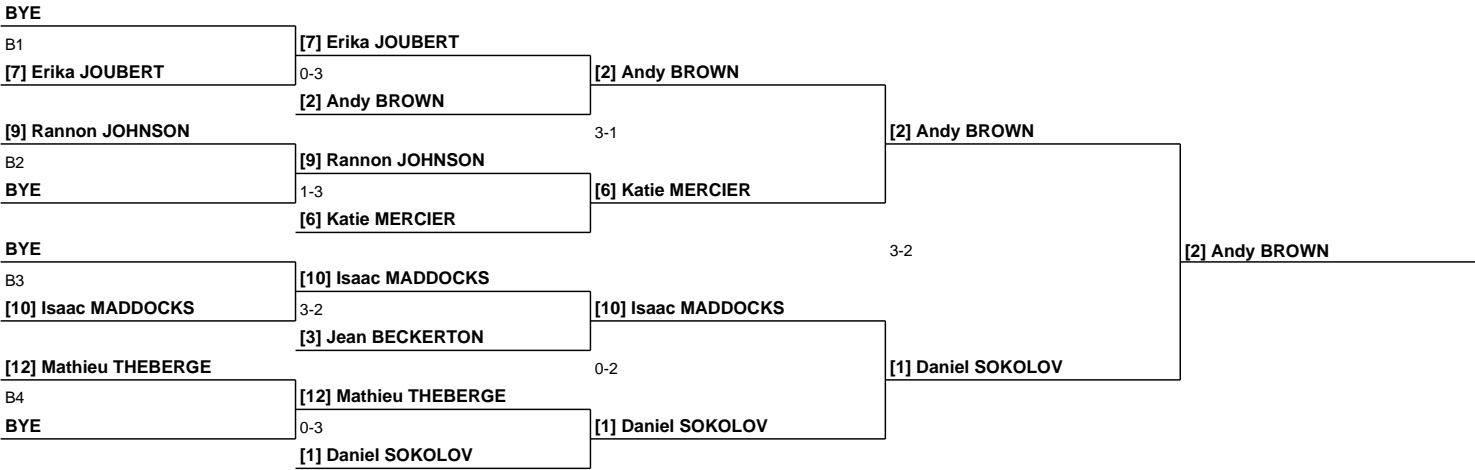 BYE
B1
[7] Erika JOUBERT
[7] Erika JOUBERT
0-3
[2] Andy BROWN
[2] Andy BROWN
[9] Rannon JOHNSON
3-1
[2] Andy BROWN
B2
[9] Rannon JOHNSON
BYE
1-3
[6] Katie MERCIER
[6] Katie MERCIER
BYE
3-2
[2] Andy BROWN
B3
[10] Isaac MADDOCKS
[10] Isaac MADDOCKS
3-2
[10] Isaac MADDOCKS
[3] Jean BECKERTON
[12] Mathieu THEBERGE
0-2
[1] Daniel SOKOLOV
B4
[12] Mathieu THEBERGE
BYE
0-3
[1] Daniel SOKOLOV
[1] Daniel SOKOLOV